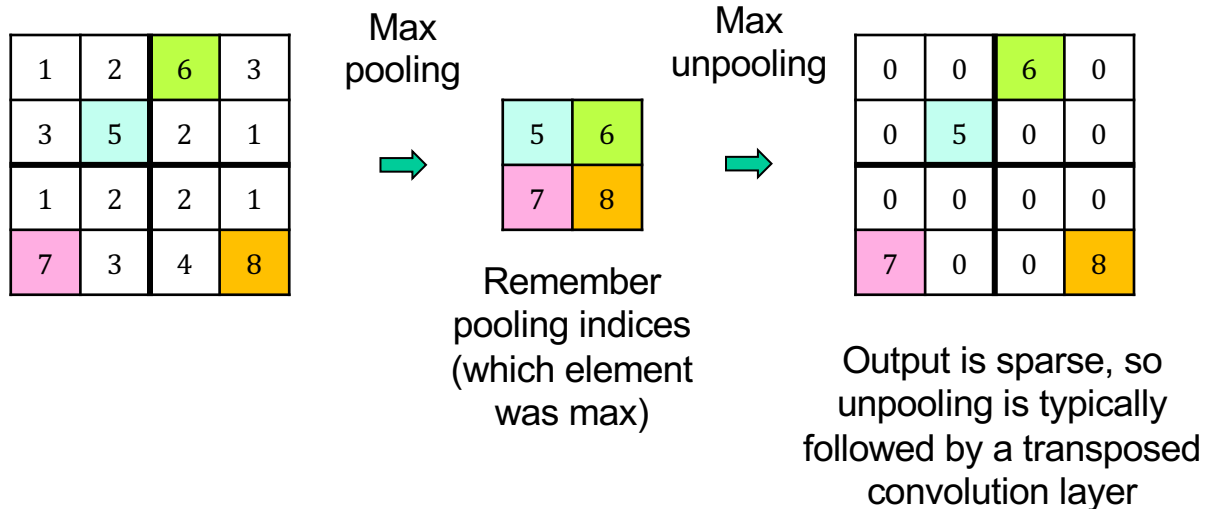 Max
pooling
Max
unpooling
1 2 6 3
3 5 2 1
1 2 2 1
7 3 4 8
5 6
7 8
0 0 6 0
0 5 0 0
0 0 0 0
7 0 0 8
Remember
pooling indices
(which element
was max)
Output is sparse, so
unpooling is typically
followed by a transposed
convolution layer